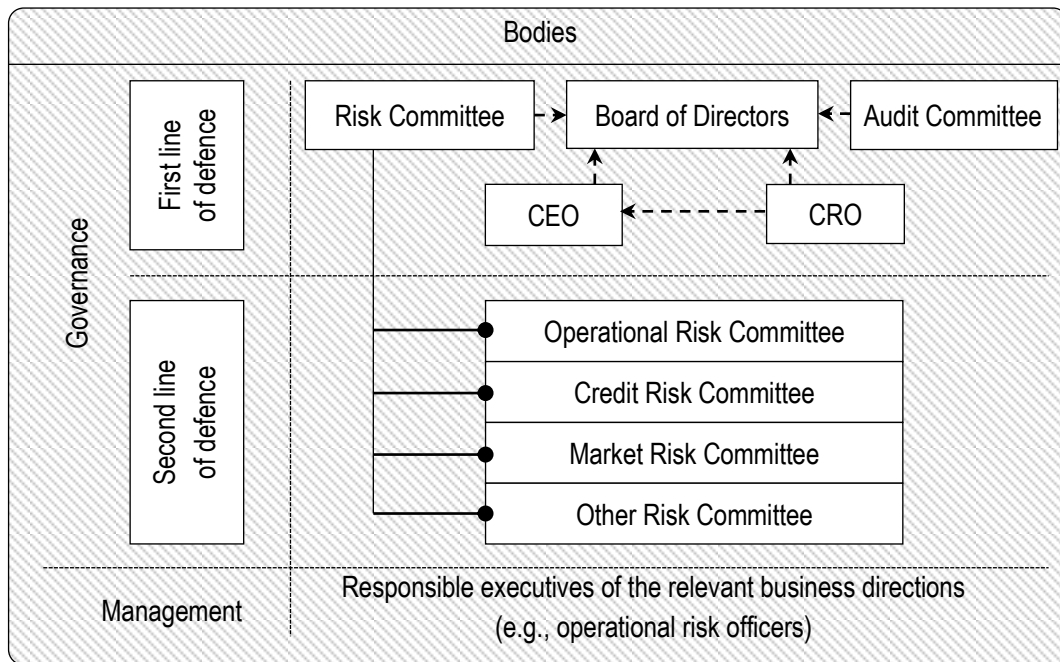 Bodies
Governance
First line
of defence
Risk Committee
Board of Directors
Audit Committee
CEO
CRO
Second line
of defence
Operational Risk Committee
Credit Risk Committee
Market Risk Committee
Other Risk Committee
Management
Responsible executives of the relevant business directions
(e.g., operational risk officers)